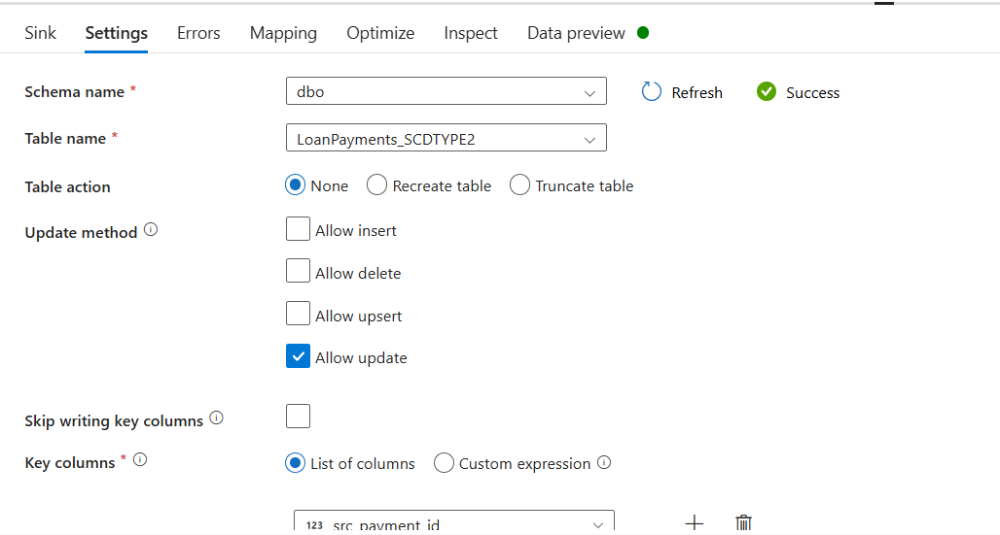 Sink Settings Errors Mapping Optimize Inspect Data preview
Schema name * dbo Refresh Success
Table name * LoanPayments_SCDTYPE2
Table action None Recreate table Truncate table
Update method Allow insert
Allow delete
Allow upsert
Allow update
Skip writing key columns
Key columns * List of columns Custom expression
123 src_payment_id